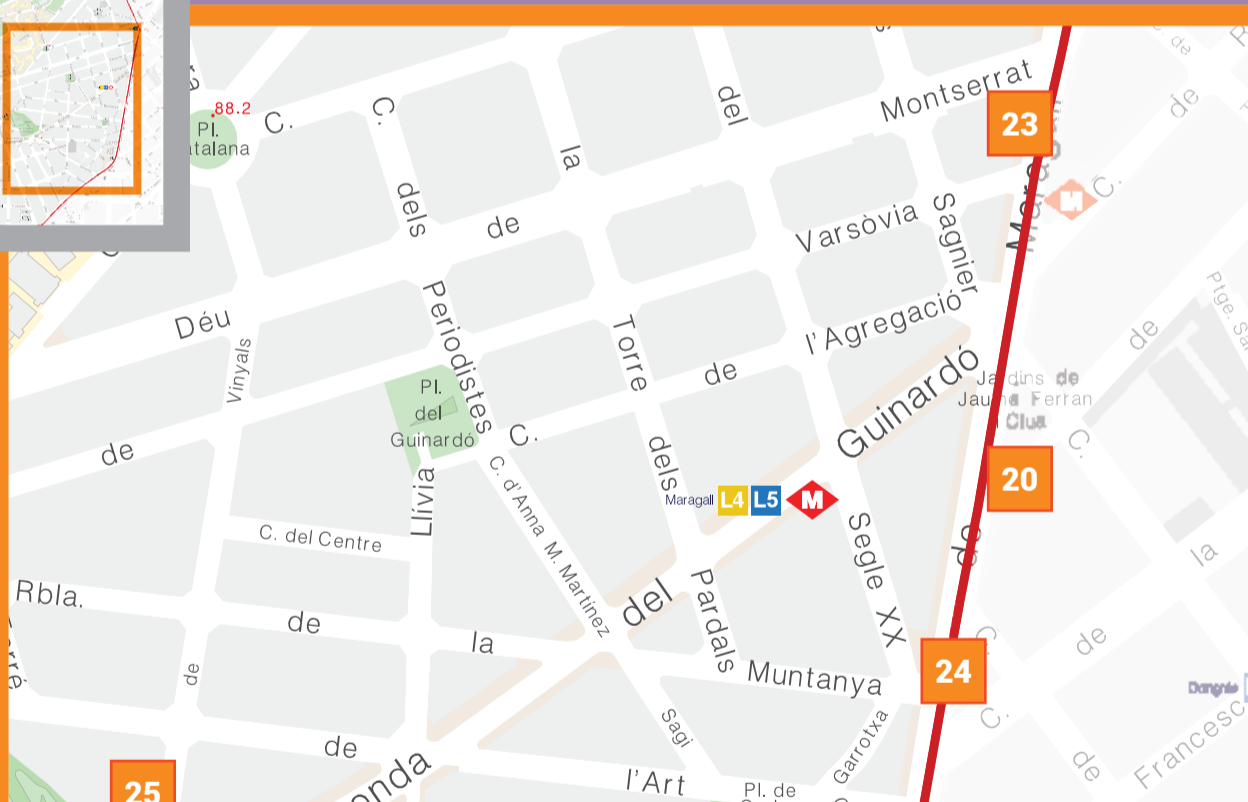 88.2
Pl.
C.
C.
dels
de
la
del
Montserrat
23
C.
de
Varsòvia
Sagnier
Déu
Vinyals
Periodistes
Torre
l'Agregació
de
Guinardó
Jardins de
Jaume Ferran
i Clua
de
Pl.
del
Guinardó
C.
de
dels
Maragall L4 L5 M
20
C.
Llívia
C. del Centre
C. d'Anna M. Martínez
Segle XX
de
la
Rbla.
de
la
del
Pardals
Muntanya
24
C.
de
C.
de
Sagi
Garrotxa
Francesc
de
de
l'Art
Pl. de
25